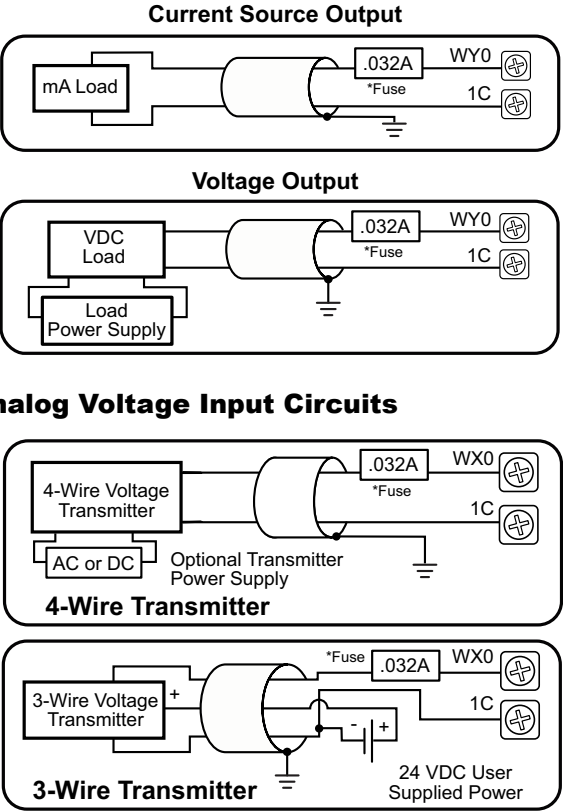 Current Source Output
mA Load
.032A
*Fuse
WY0
1C
Voltage Output
VDC
Load
Load
Power Supply
.032A
*Fuse
WY0
1C
nalog Voltage Input Circuits
4-Wire Voltage
Transmitter
AC or DC
Optional Transmitter
Power Supply
.032A
*Fuse
WX0
1C
4-Wire Transmitter
3-Wire Voltage
Transmitter
+
*Fuse
.032A
WX0
1C
- +
24 VDC User
Supplied Power
3-Wire Transmitter